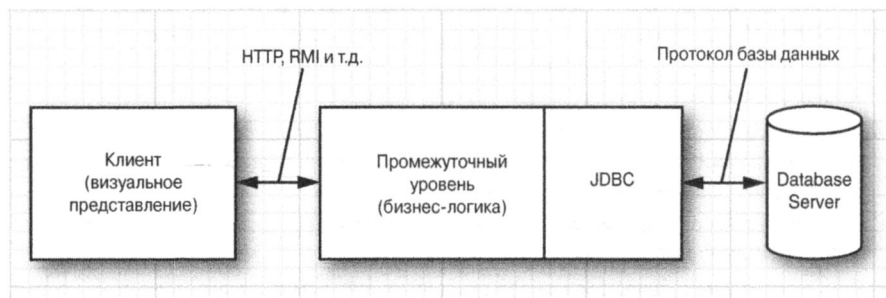 HTTP, RMI и т.д.
Протокол базы данных
Клиент
(визуальное
представление)
Промежуточный
уровень
(бизнес-логика)
JDBC
Database
Server